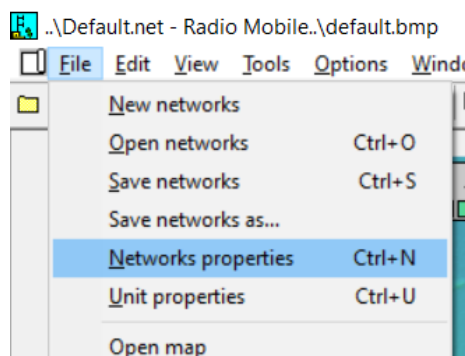 ..\Default.net - Radio Mobile..\default.bmp
File Edit View Tools Options
New networks
Open networks Ctrl+O
Save networks Ctrl+S
Save networks as...
Networks properties Ctrl+N
Unit properties Ctrl+U
Open map